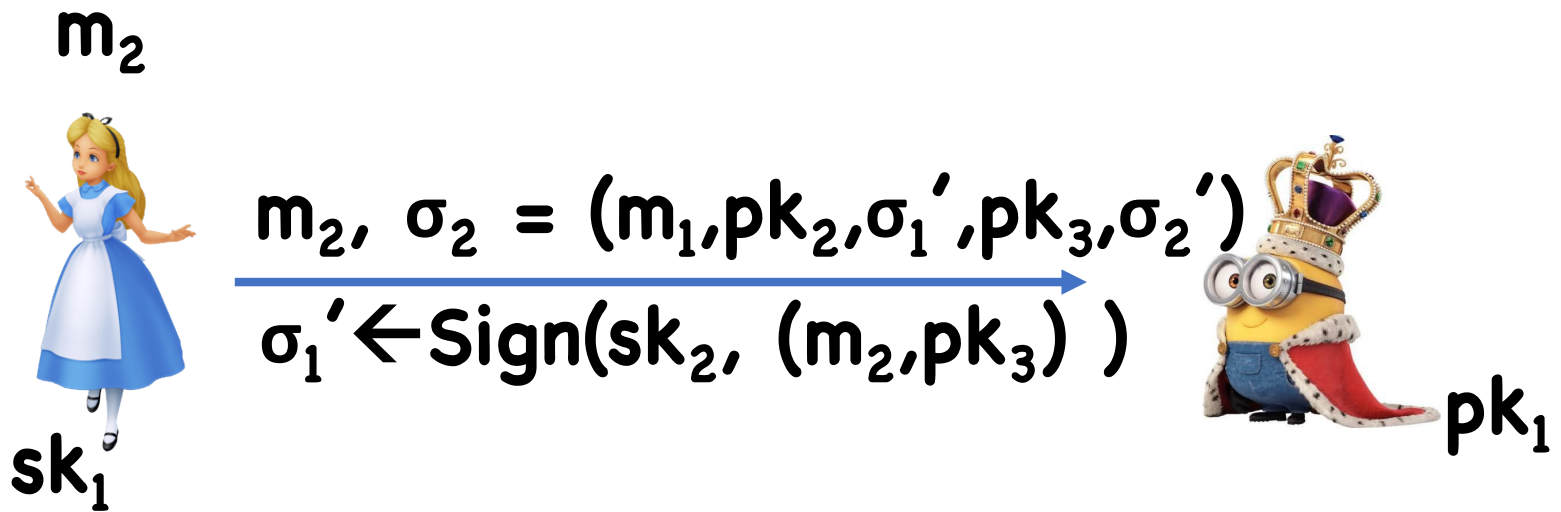 m₂
m₂, σ₂ = (m₁,pk₂,σ₁′,pk₃,σ₂′)
σ₁′←Sign(sk₂, (m₂,pk₃) )
sk₁
pk₁